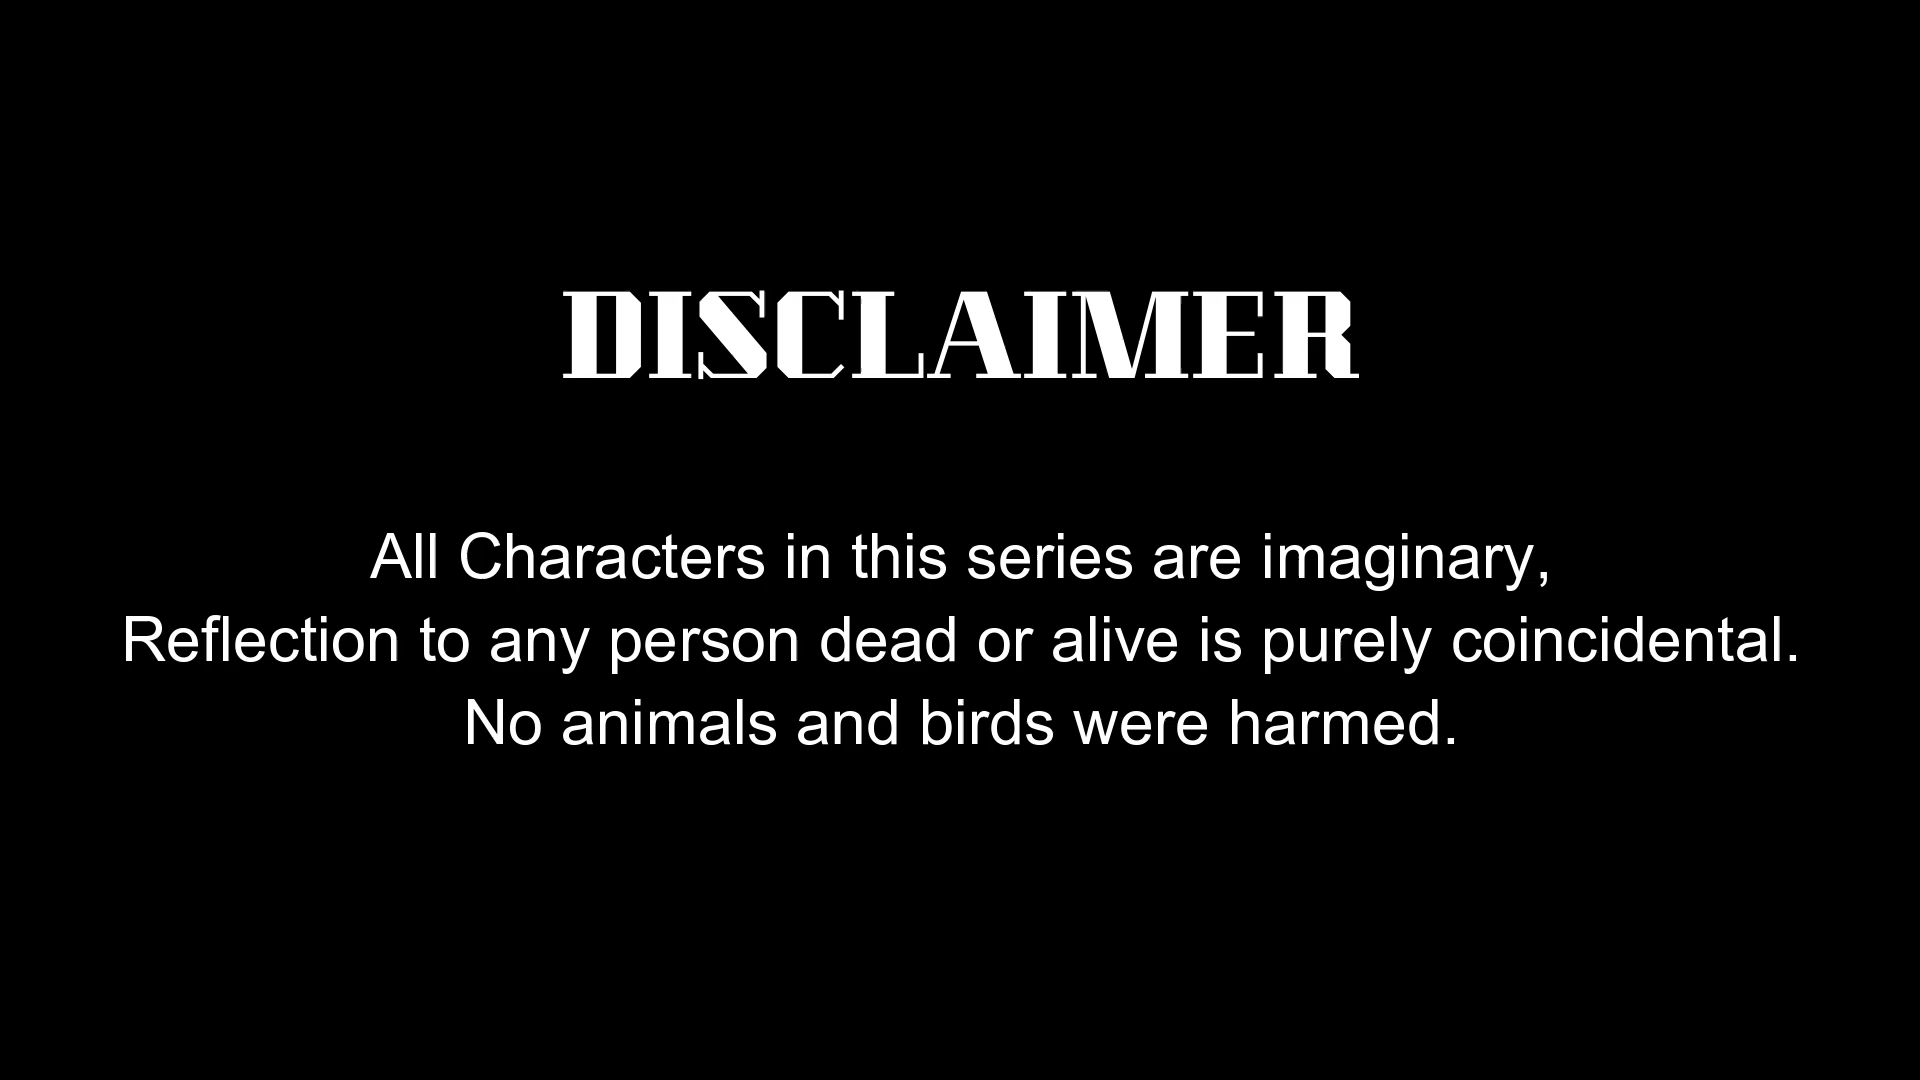 DISCLAIMER
All Characters in this series are imaginary,
Reflection to any person dead or alive is purely coincidental.
No animals and birds were harmed.